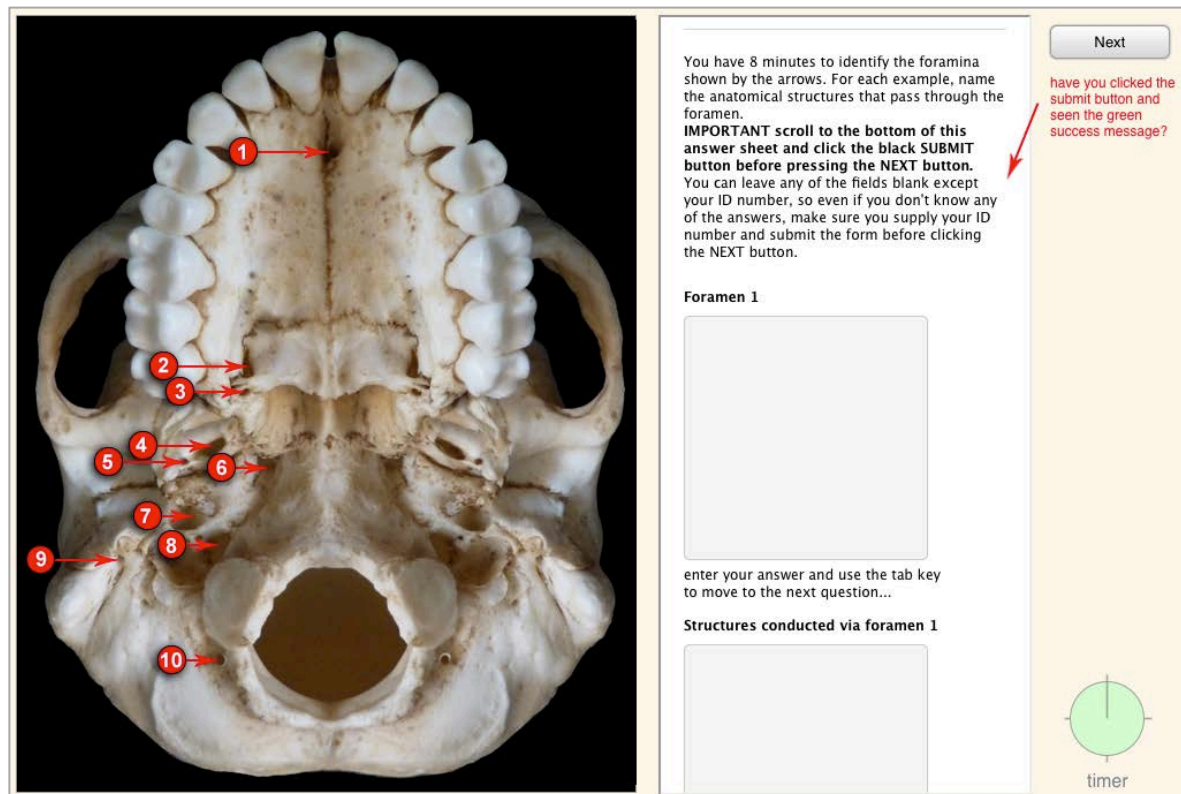 1
2
3
4
5
6
7
8
9
10
You have 8 minutes to identify the foramina
shown by the arrows. For each example, name
the anatomical structures that pass through the
foramen.
IMPORTANT scroll to the bottom of this
answer sheet and click the black SUBMIT
button before pressing the NEXT button.
You can leave any of the fields blank except
your ID number, so even if you don't know any
of the answers, make sure you supply your ID
number and submit the form before clicking
the NEXT button.
Foramen 1
enter your answer and use the tab key
to move to the next question...
Structures conducted via foramen 1
Next
have you clicked the
submit button and
seen the green
success message?
timer